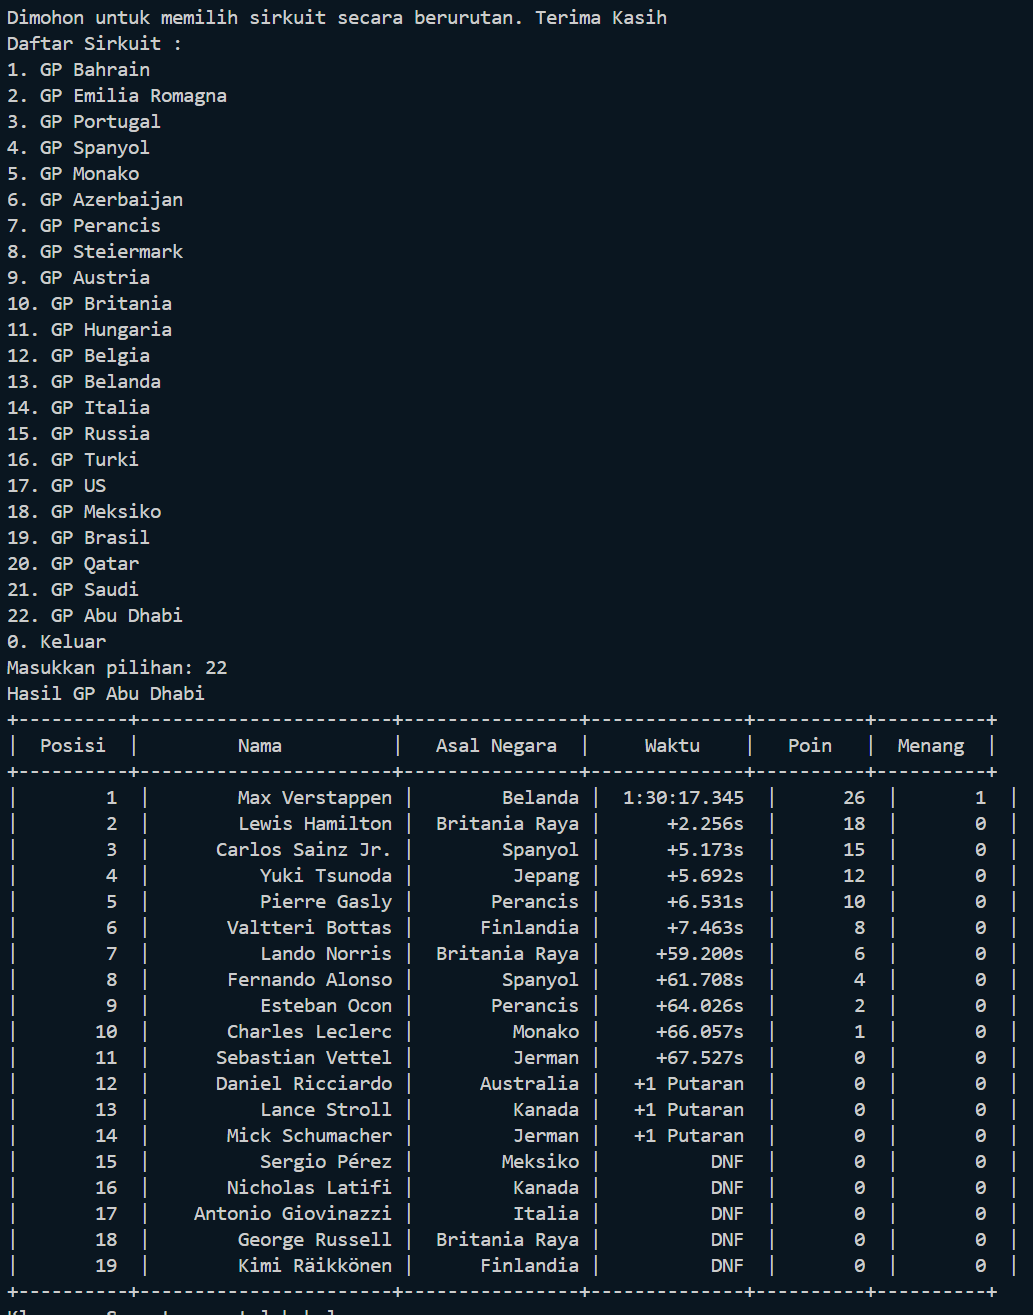 Dimohon untuk memilih sirkuit secara berurutan. Terima Kasih
Daftar Sirkuit :
1. GP Bahrain
2. GP Emilia Romagna
3. GP Portugal
4. GP Spanyol
5. GP Monako
6. GP Azerbaijan
7. GP Perancis
8. GP Steiermark
9. GP Austria
10. GP Britania
11. GP Hungaria
12. GP Belgia
13. GP Belanda
14. GP Italia
15. GP Russia
16. GP Turki
17. GP US
18. GP Meksiko
19. GP Brasil
20. GP Qatar
21. GP Saudi
22. GP Abu Dhabi
0. Keluar
Masukkan pilihan: 22
Hasil GP Abu Dhabi
+----------+-----------------------+----------------+--------------+----------+----------+
|  Posisi  |         Nama          |   Asal Negara  |     Waktu    |   Poin   |  Menang  |
+----------+-----------------------+----------------+--------------+----------+----------+
|        1  |        Max Verstappen |        Belanda |  1:30:17.345  |      26  |       1  |
|        2  |        Lewis Hamilton |  Britania Raya |      +2.256s  |      18  |       0  |
|        3  |      Carlos Sainz Jr. |        Spanyol |      +5.173s  |      15  |       0  |
|        4  |          Yuki Tsunoda |         Jepang |      +5.692s  |      12  |       0  |
|        5  |          Pierre Gasly |       Perancis |      +6.531s  |      10  |       0  |
|        6  |       Valtteri Bottas |      Finlandia |      +7.463s  |       8  |       0  |
|        7  |          Lando Norris |  Britania Raya |     +59.200s  |       6  |       0  |
|        8  |       Fernando Alonso |        Spanyol |     +61.708s  |       4  |       0  |
|        9  |          Esteban Ocon |       Perancis |     +64.026s  |       2  |       0  |
|       10  |       Charles Leclerc |         Monako |     +66.057s  |       1  |       0  |
|       11  |      Sebastian Vettel |         Jerman |     +67.527s  |       0  |       0  |
|       12  |      Daniel Ricciardo |      Australia |   +1 Putaran  |       0  |       0  |
|       13  |          Lance Stroll |         Kanada |   +1 Putaran  |       0  |       0  |
|       14  |       Mick Schumacher |         Jerman |   +1 Putaran  |       0  |       0  |
|       15  |          Sergio Pérez |        Meksiko |          DNF  |       0  |       0  |
|       16  |       Nicholas Latifi |         Kanada |          DNF  |       0  |       0  |
|       17  |    Antonio Giovinazzi |         Italia |          DNF  |       0  |       0  |
|       18  |        George Russell |  Britania Raya |          DNF  |       0  |       0  |
|       19  |        Kimi Räikkönen |      Finlandia |          DNF  |       0  |       0  |
+----------+-----------------------+----------------+--------------+----------+----------+